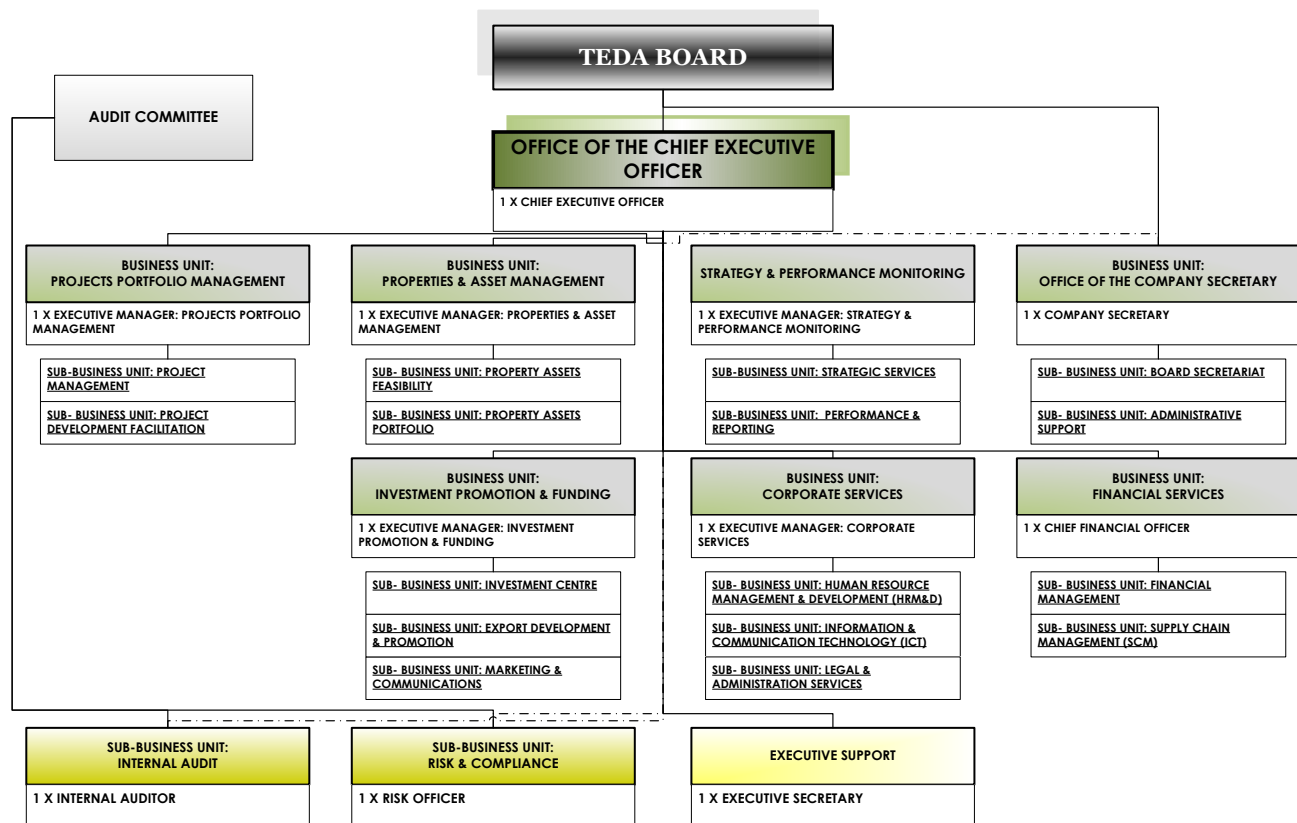 TEDA BOARD
AUDIT COMMITTEE
OFFICE OF THE CHIEF EXECUTIVE
OFFICER
1 X CHIEF EXECUTIVE OFFICER
BUSINESS UNIT:
PROJECTS PORTFOLIO MANAGEMENT
1 X EXECUTIVE MANAGER: PROJECTS PORTFOLIO
MANAGEMENT
SUB-BUSINESS UNIT: PROJECT
MANAGEMENT
SUB- BUSINESS UNIT: PROJECT
DEVELOPMENT FACILITATION
BUSINESS UNIT:
PROPERTIES & ASSET MANAGEMENT
1 X EXECUTIVE MANAGER: PROPERTIES & ASSET
MANAGEMENT
SUB- BUSINESS UNIT: PROPERTY ASSETS
FEASIBILITY
SUB- BUSINESS UNIT: PROPERTY ASSETS
PORTFOLIO
STRATEGY & PERFORMANCE MONITORING
1 X EXECUTIVE MANAGER: STRATEGY &
PERFORMANCE MONITORING
SUB-BUSINESS UNIT: STRATEGIC SERVICES
SUB-BUSINESS UNIT: PERFORMANCE &
REPORTING
BUSINESS UNIT:
OFFICE OF THE COMPANY SECRETARY
1 X COMPANY SECRETARY
SUB- BUSINESS UNIT: BOARD SECRETARIAT
SUB- BUSINESS UNIT: ADMINISTRATIVE
SUPPORT
BUSINESS UNIT:
INVESTMENT PROMOTION & FUNDING
1 X EXECUTIVE MANAGER: INVESTMENT
PROMOTION & FUNDING
SUB- BUSINESS UNIT: INVESTMENT CENTRE
SUB- BUSINESS UNIT: EXPORT DEVELOPMENT
& PROMOTION
SUB- BUSINESS UNIT: MARKETING &
COMMUNICATIONS
BUSINESS UNIT:
CORPORATE SERVICES
1 X EXECUTIVE MANAGER: CORPORATE
SERVICES
SUB- BUSINESS UNIT: HUMAN RESOURCE
MANAGEMENT & DEVELOPMENT (HRM&D)
SUB- BUSINESS UNIT: INFORMATION &
COMMUNICATION TECHNOLOGY (ICT)
SUB- BUSINESS UNIT: LEGAL &
ADMINISTRATION SERVICES
BUSINESS UNIT:
FINANCIAL SERVICES
1 X CHIEF FINANCIAL OFFICER
SUB- BUSINESS UNIT: FINANCIAL
MANAGEMENT
SUB- BUSINESS UNIT: SUPPLY CHAIN
MANAGEMENT (SCM)
SUB-BUSINESS UNIT:
INTERNAL AUDIT
1 X INTERNAL AUDITOR
SUB-BUSINESS UNIT:
RISK & COMPLIANCE
1 X RISK OFFICER
EXECUTIVE SUPPORT
1 X EXECUTIVE SECRETARY